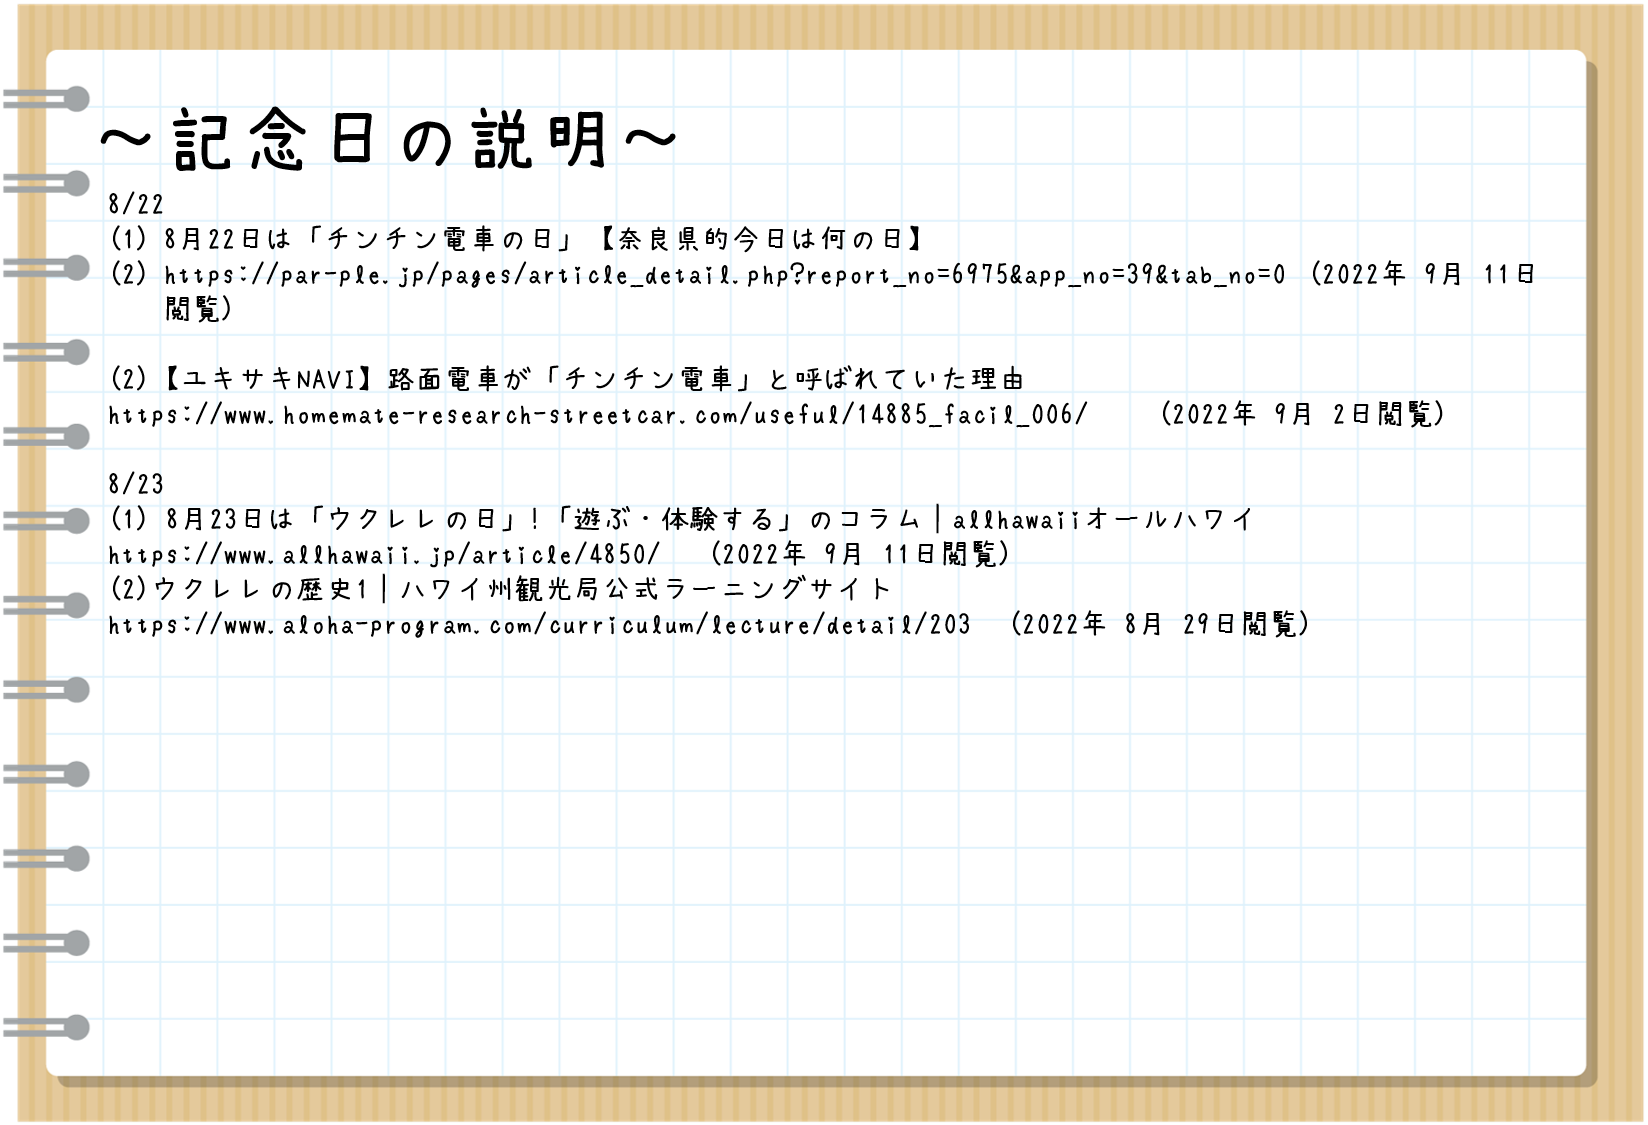 ～記念日の説明～
8/22
(1) 8月22日は「チンチン電車の日」【奈良県的今日は何の日】
(2) https://par-ple.jp/pages/article_detail.php?report_no=6975&app_no=39&tab_no=0 (2022年 9月 11日
閲覧)
(2)【ユキサキNAVI】路面電車が「チンチン電車」と呼ばれていた理由
https://www.homemate-research-streetcar.com/useful/14885_facil_006/ (2022年 9月 2日閲覧)
8/23
(1) 8月23日は「ウクレレの日」!「遊ぶ・体験する」のコラム|allhawaiiオールハワイ
https://www.allhawaii.jp/article/4850/ (2022年 9月 11日閲覧)
(2)ウクレレの歴史1|ハワイ州観光局公式ラーニングサイト
https://www.aloha-program.com/curriculum/lecture/detail/203 (2022年 8月 29日閲覧)